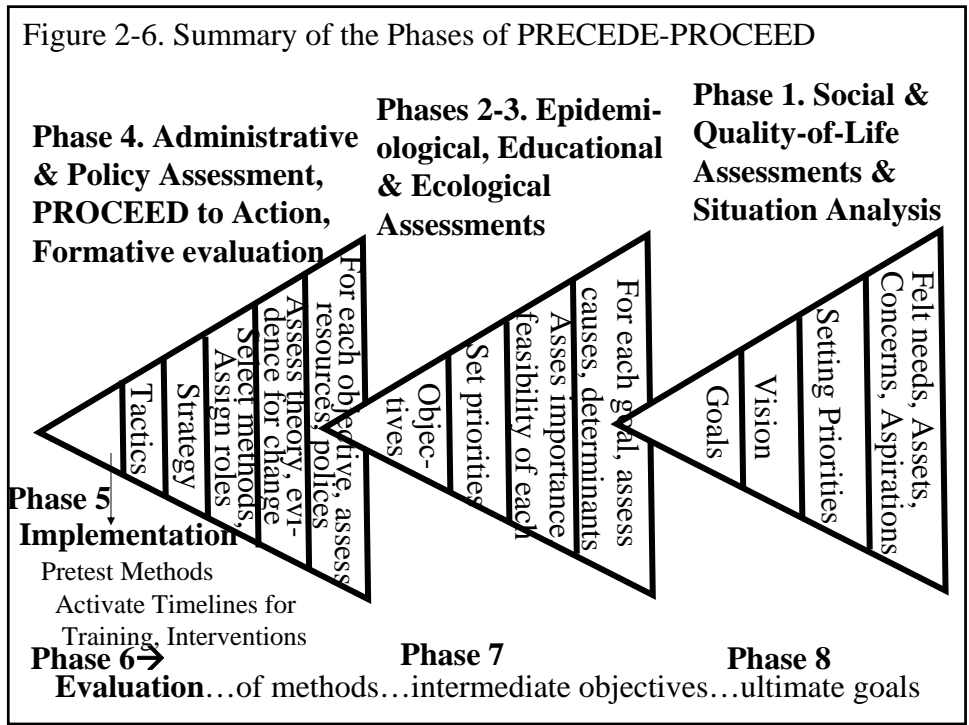 Figure 2-6. Summary of the Phases of PRECEDE-PROCEED
Phase 4. Administrative
& Policy Assessment,
PROCEED to Action,
Formative evaluation
Phases 2-3. Epidemi-
ological, Educational
& Ecological
Assessments
Phase 1. Social &
Quality-of-Life
Assessments &
Situation Analysis
For each objective, assess
resources, polices
Assess theory, evi-
dence for change
Select methods,
Assign roles
Strategy
Tactics
For each goal, assess
causes, determinants
Asses importance
feasibility of each
Set priorities
Objec-
tives
Felt needs, Assets,
Concerns, Aspirations
Setting Priorities
Vision
Goals
Phase 5
Implementation
Pretest Methods
Activate Timelines for
Training, Interventions
Phase 6→
Phase 7
Phase 8
Evaluation…of methods…intermediate objectives…ultimate goals